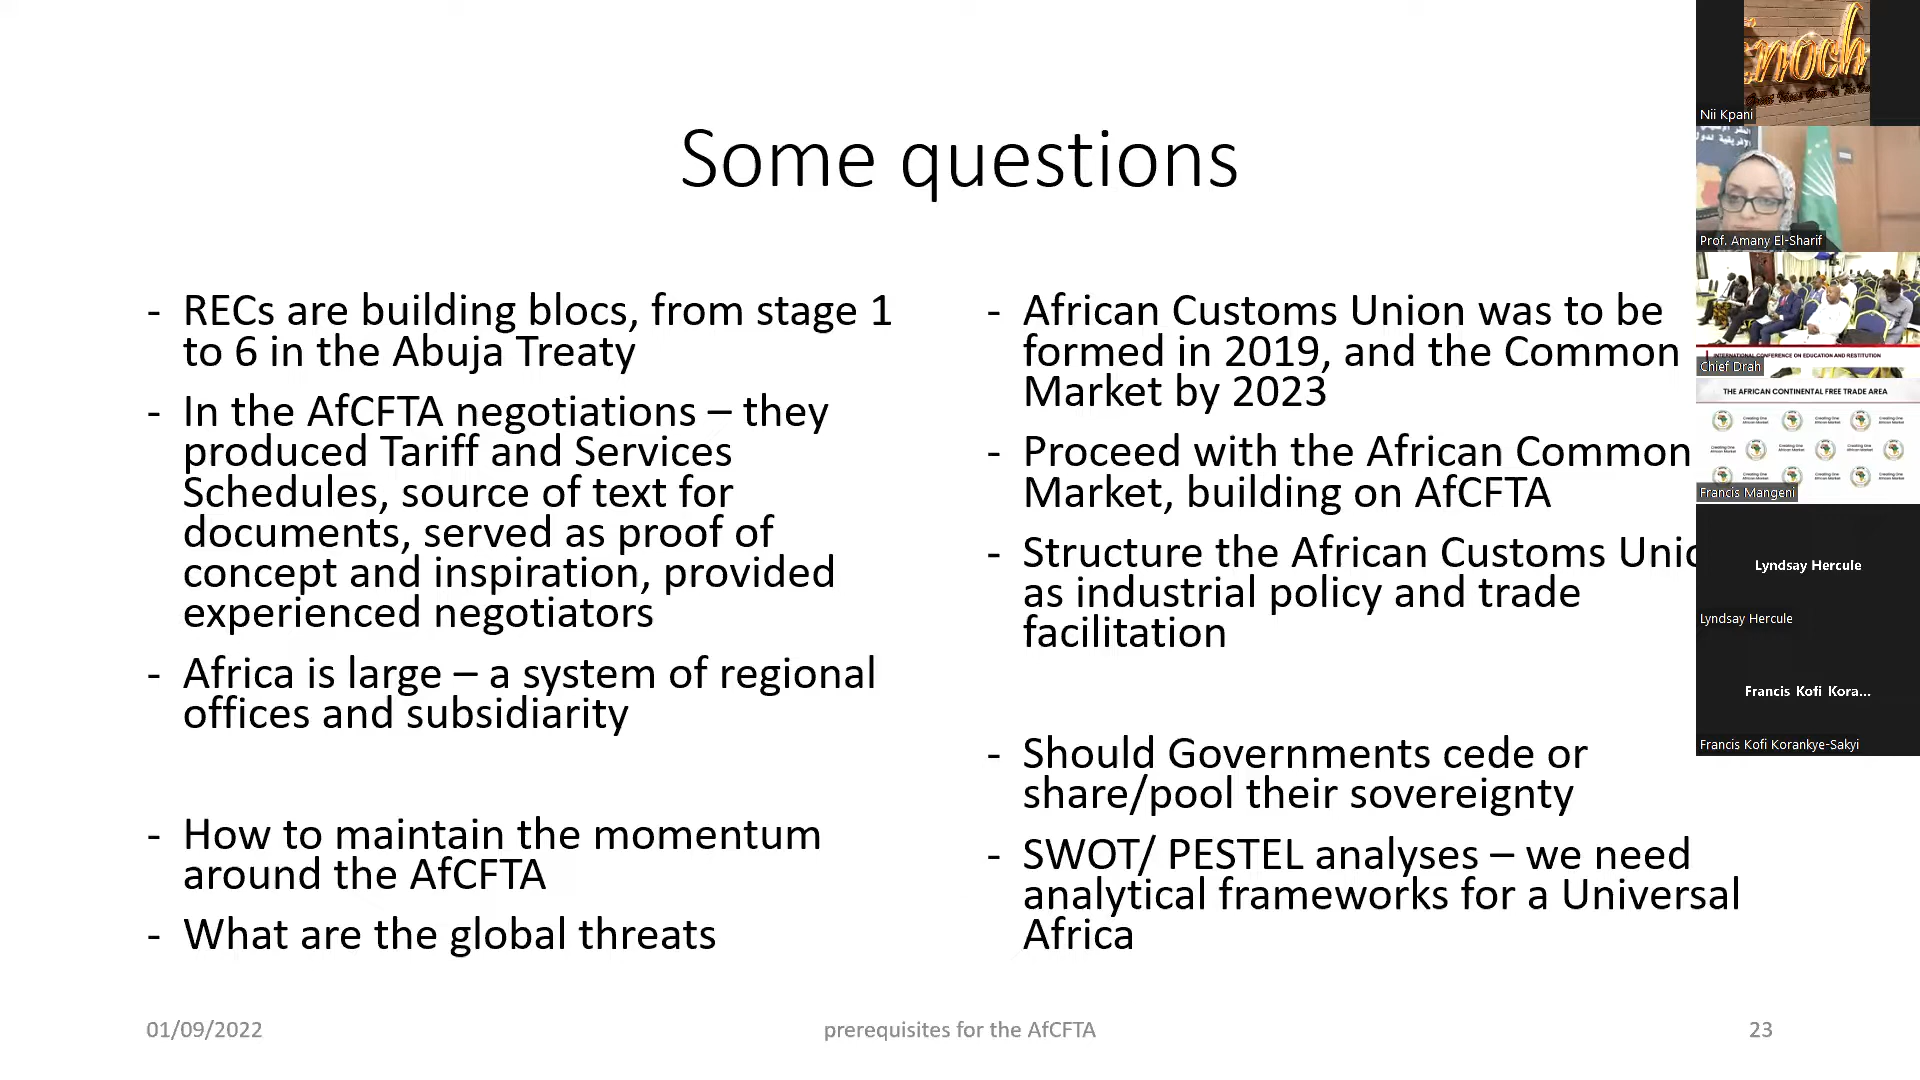 Some questions
- RECs are building blocs, from stage 1
to 6 in the Abuja Treaty
- In the AfCFTA negotiations – they
produced Tariff and Services
Schedules, source of text for
documents, served as proof of
concept and inspiration, provided
experienced negotiators
- Africa is large – a system of regional
offices and subsidiarity
- How to maintain the momentum
around the AfCFTA
- What are the global threats
- African Customs Union was to be
formed in 2019, and the Common
Market by 2023
- Proceed with the African Common
Market, building on AfCFTA
- Structure the African Customs Unio
as industrial policy and trade
facilitation
- Should Governments cede or
share/pool their sovereignty
- SWOT/ PESTEL analyses – we need
analytical frameworks for a Universal
Africa
01/09/2022
prerequisites for the AfCFTA
23
noch
Nii Kpani
Prof. Amany El-Sharif
INTERNATIONAL CONFERENCE ON EDUCATION AND RESTITUTION
Chief Drah
THE AFRICAN CONTINENTAL FREE TRADE AREA
Francis Mangeni
Lyndsay Hercule
Lyndsay Hercule
Francis Kofi Kora...
Francis Kofi Korankye-Sakyi